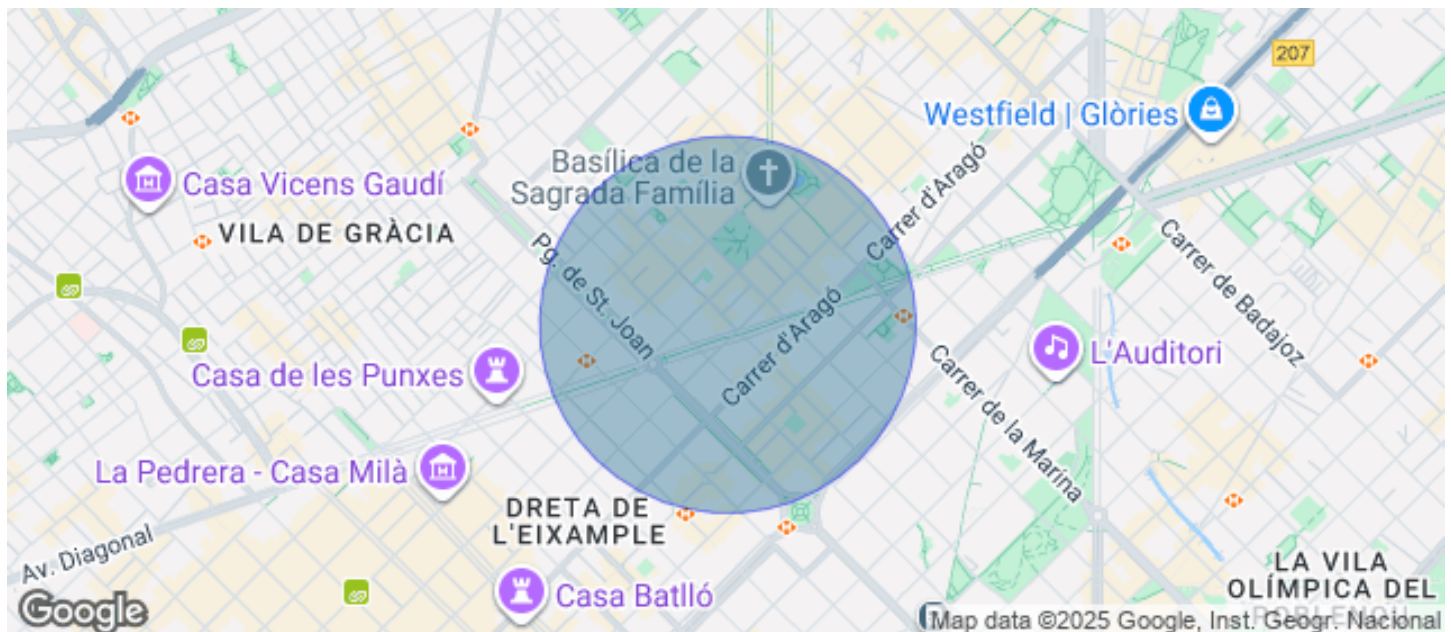 207
Westfield | Glòries
Basílica de la
Sagrada Família
Casa Vicens Gaudí
VILA DE GRÀCIA
Carrer d'Aragó
Pg. de St. Joan
Carrer de Badajoz
Carrer d'Aragó
L'Auditori
Casa de les Punxes
Carrer de la Marina
La Pedrera - Casa Milà
DRETA DE
L'EIXAMPLE
Av. Diagonal
LA VILA
OLÍMPICA DEL
Casa Batlló
Google
Map data ©2025 Google, Inst. Geogr. Nacional